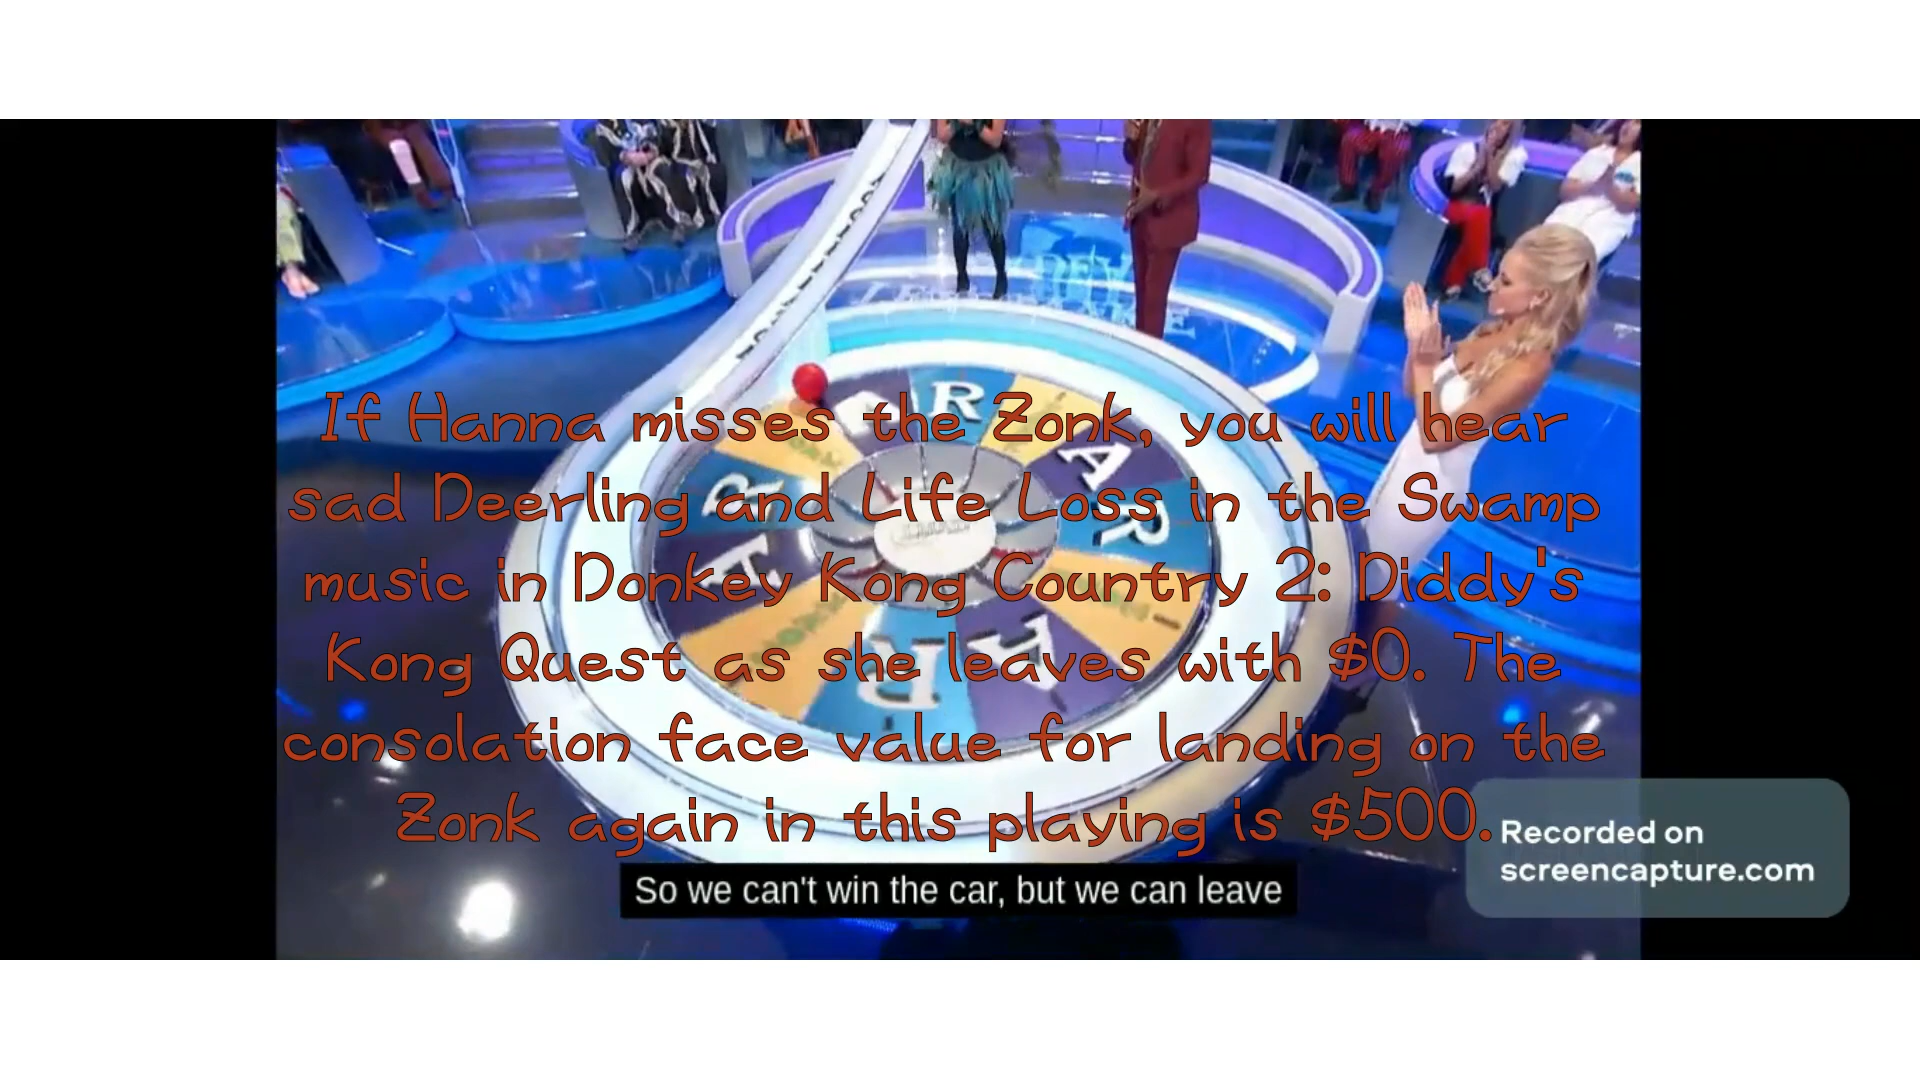 If Hanna misses the Zonk, you will hear
sad Deerling and Life Loss in the Swamp
music in Donkey Kong Country 2: Diddy's
Kong Quest as she leaves with $0. The
consolation face value for landing on the
Zonk again in this playing is $500.
Recorded on
screencapture.com
So we can't win the car, but we can leave
R
A
R
A
R
A
R